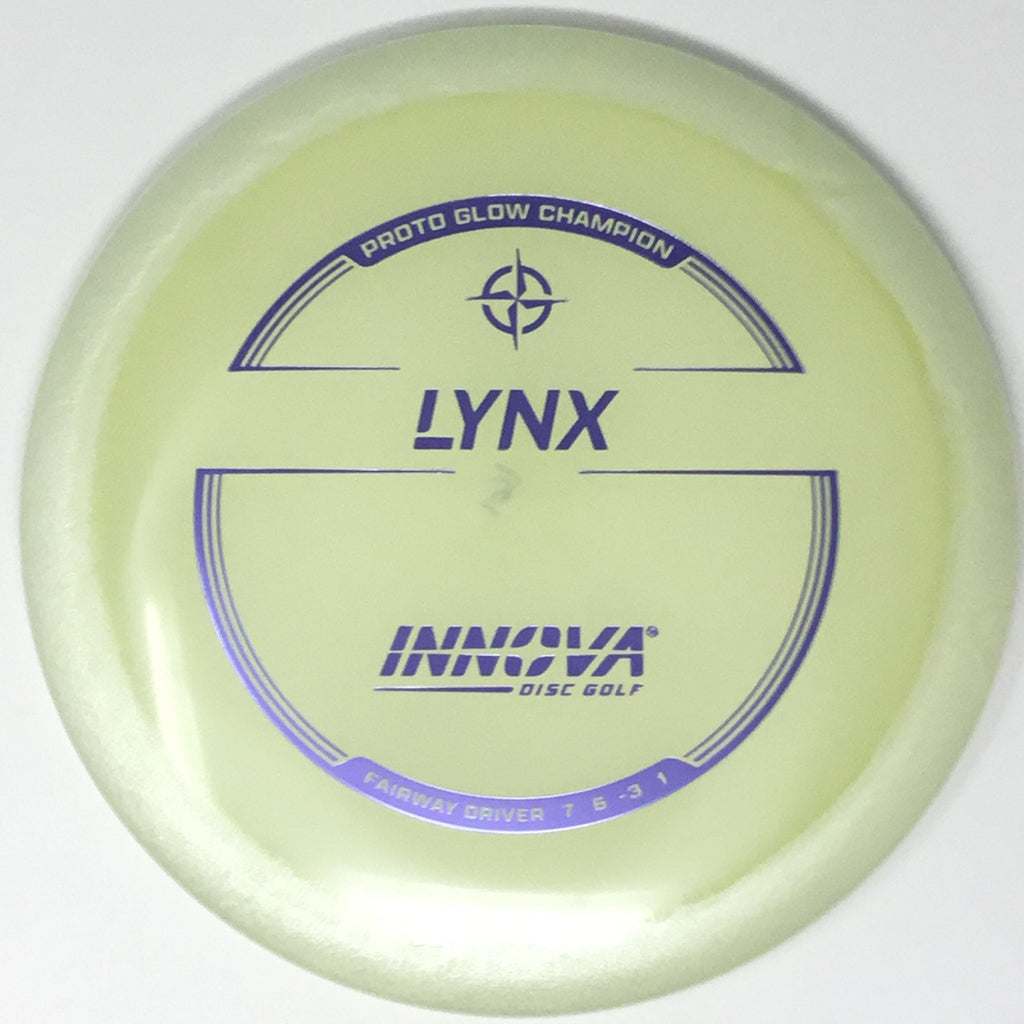 PROTO GLOW CHAMPION
LYNX
INNOVA®
DISC GOLF
FAIRWAY DRIVER 7 6 -3 1